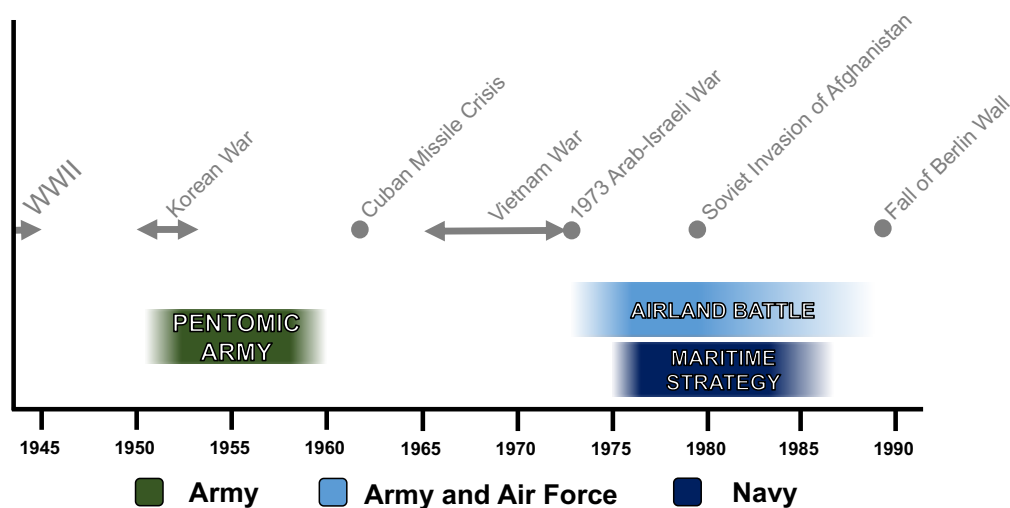 WWII
Korean War
Cuban Missile Crisis
Vietnam War
1973 Arab-Israeli War
Soviet Invasion of Afghanistan
Fall of Berlin Wall
PENTOMIC
ARMY
AIRLAND BATTLE
MARITIME
STRATEGY
1945 1950 1955 1960 1965 1970 1975 1980 1985 1990
Army Army and Air Force Navy